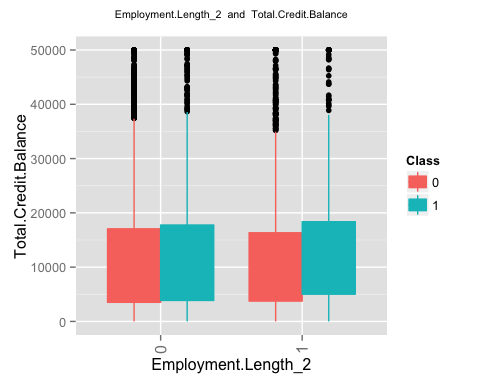 Employment.Length_2 and Total.Credit.Balance
50000
40000
30000
20000
10000
0
Total.Credit.Balance
0
1
Employment.Length_2
Class
0
1